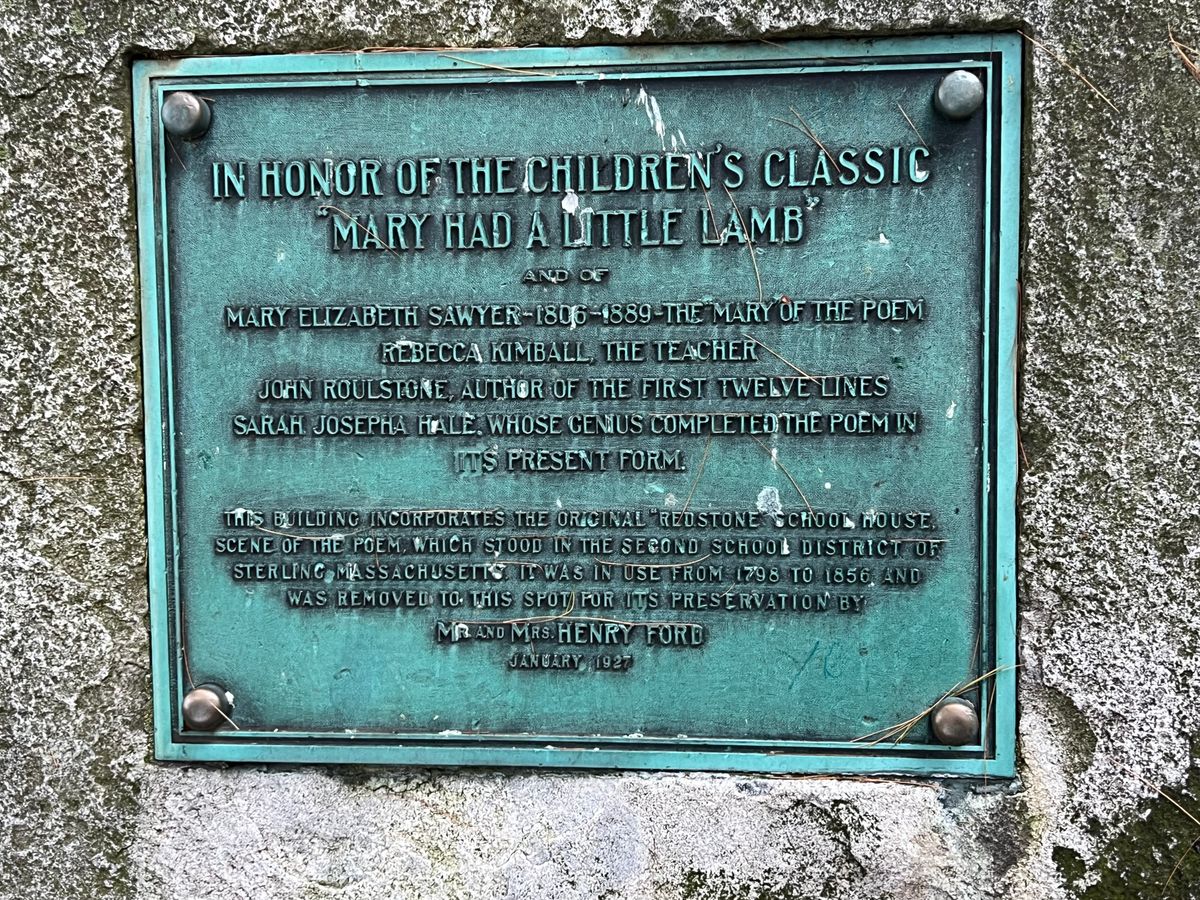 IN HONOR OF THE CHILDREN'S CLASSIC
"MARY HAD A LITTLE LAMB"
AND OF
MARY ELIZABETH SAWYER-1806-1889-THE "MARY" OF THE POEM
REBECCA KIMBALL, THE TEACHER
JOHN ROULSTONE, AUTHOR OF THE FIRST TWELVE LINES
SARAH JOSEPHA HALE, WHOSE GENIUS COMPLETED THE POEM IN
ITS PRESENT FORM.
THIS BUILDING INCORPORATES THE ORIGINAL "REDSTONE" SCHOOL HOUSE,
SCENE OF THE POEM, WHICH STOOD IN THE SECOND SCHOOL DISTRICT OF
STERLING, MASSACHUSETTS. IT WAS IN USE FROM 1798 TO 1856, AND
WAS REMOVED TO THIS SPOT FOR ITS PRESERVATION BY
MR. AND MRS. HENRY FORD
JANUARY, 1927